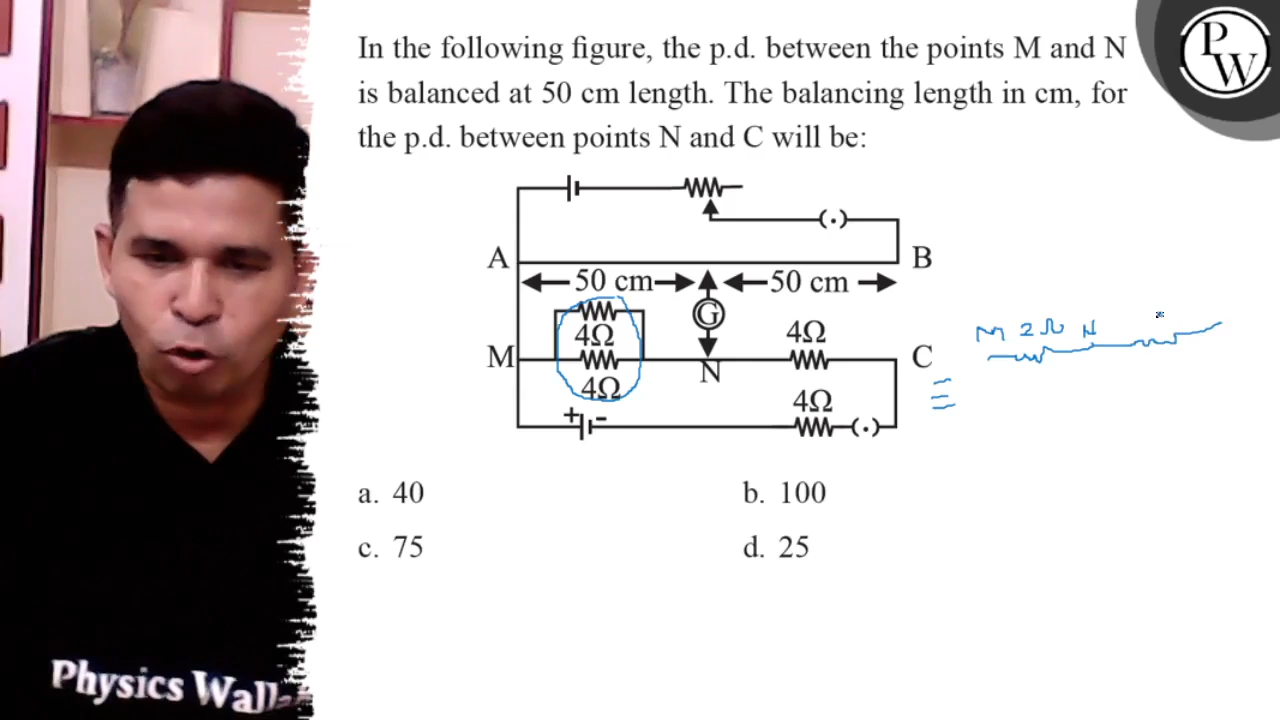 In the following figure, the p.d. between the points M and N
is balanced at 50 cm length. The balancing length in cm, for
the p.d. between points N and C will be:
P
W
A
B
50 cm
50 cm
G
4Ω
4Ω
M
N
C
M 2Ω N
4Ω
4Ω
+
-
a. 40
b. 100
c. 75
d. 25
Physics